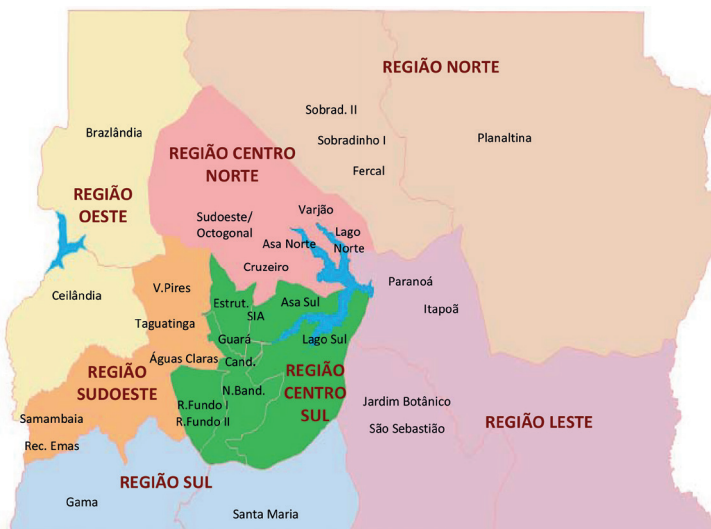 REGIÃO NORTE
Sobrad. II
Sobradinho I
Fercal
Planaltina
Brazlândia
REGIÃO
OESTE
Ceilândia
REGIÃO CENTRO
NORTE
Sudoeste/
Octogonal
Varjão
Asa Norte
Lago
Norte
Cruzeiro
V.Pires
Taguatinga
Águas Claras
REGIÃO
SUDOESTE
Samambaia
Rec. Emas
Estrut.
SIA
Asa Sul
Guará
Lago Sul
Cand.
N.Band.
R.Fundo I
R.Fundo II
REGIÃO
CENTRO
SUL
Paranoá
Itapoã
Jardim Botânico
São Sebastião
REGIÃO LESTE
REGIÃO SUL
Gama
Santa Maria